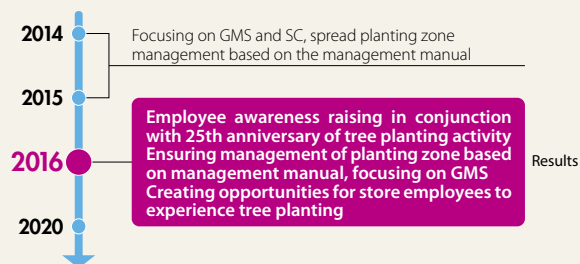 2014
Focusing on GMS and SC, spread planting zone
management based on the management manual
2015
2016
Employee awareness raising in conjunction
with 25th anniversary of tree planting activity
Ensuring management of planting zone based
on management manual, focusing on GMS
Creating opportunities for store employees to
experience tree planting
Results
2020